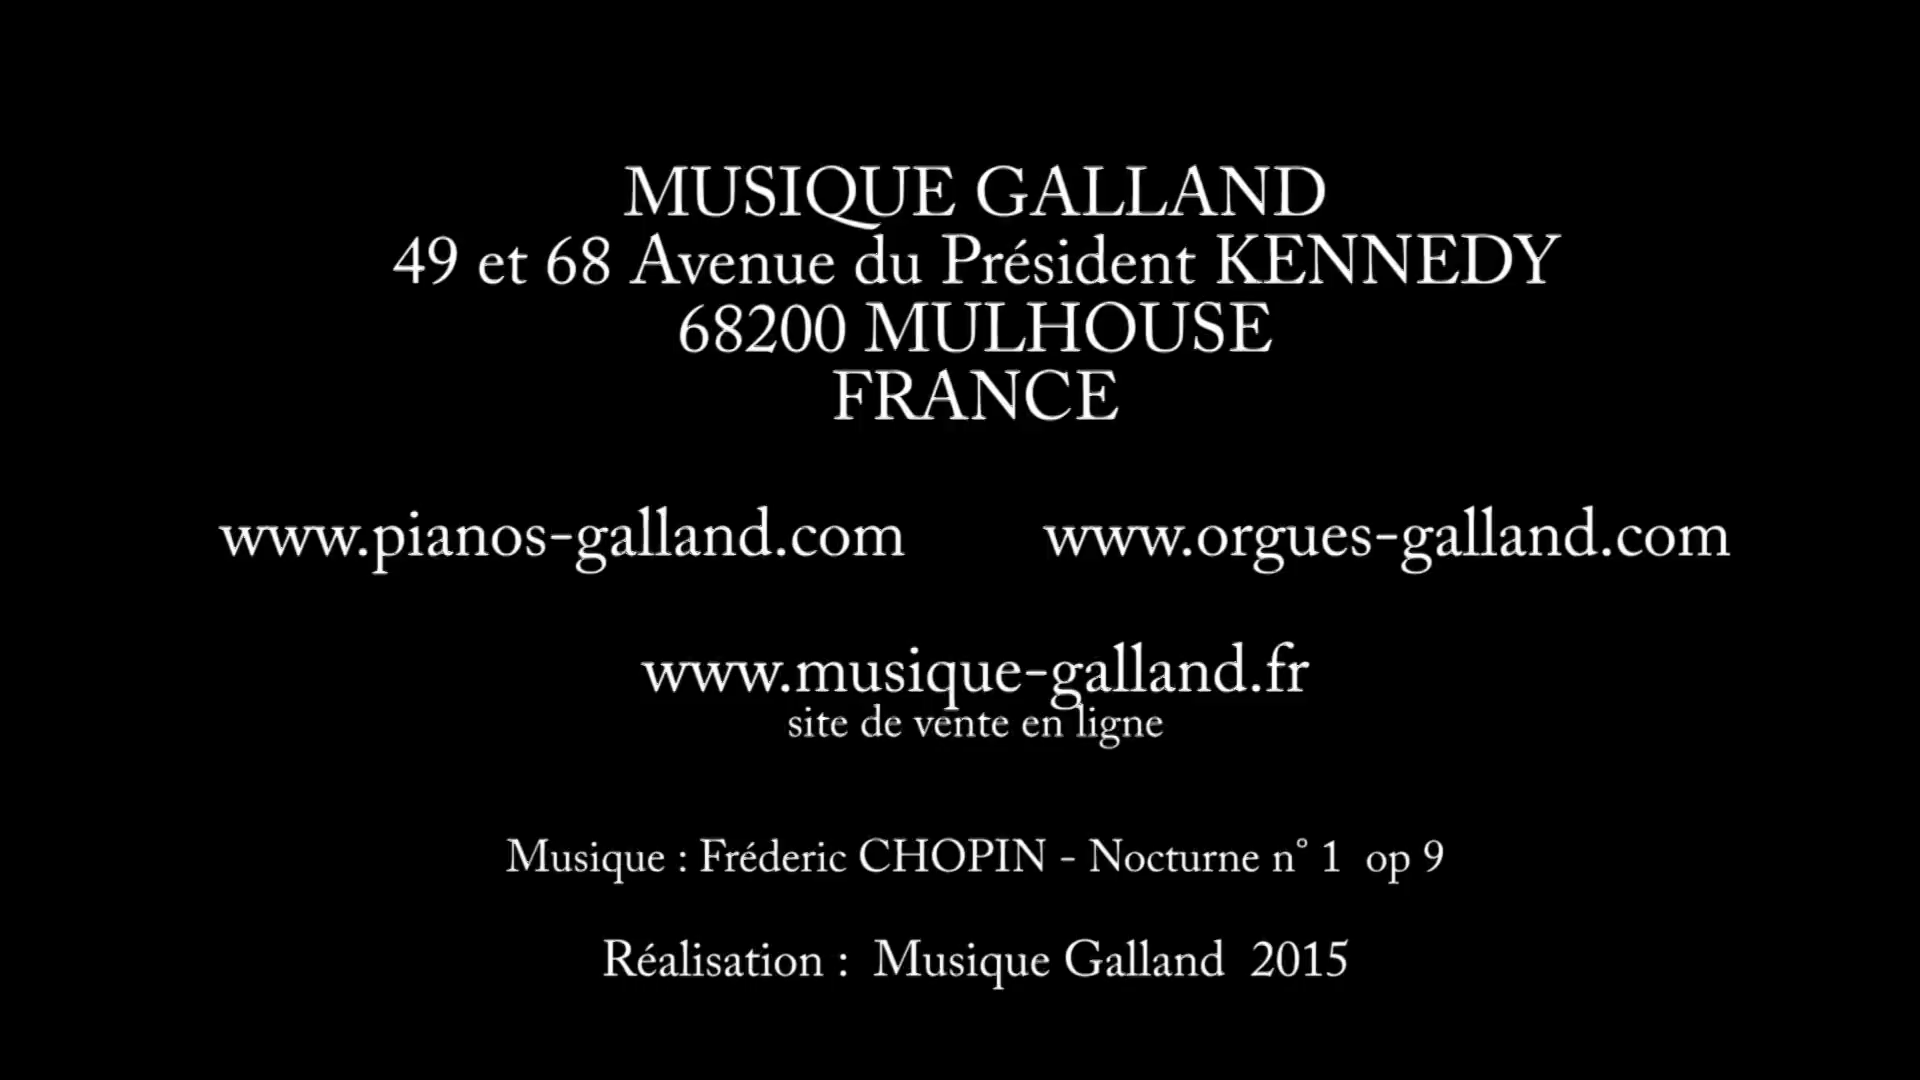 MUSIQUE GALLAND
49 et 68 Avenue du Président KENNEDY
68200 MULHOUSE
FRANCE
www.pianos-galland.com www.orgues-galland.com
www.musique-galland.fr
site de vente en ligne
Musique : Fréderic CHOPIN - Nocturne n° 1 op 9
Réalisation : Musique Galland 2015